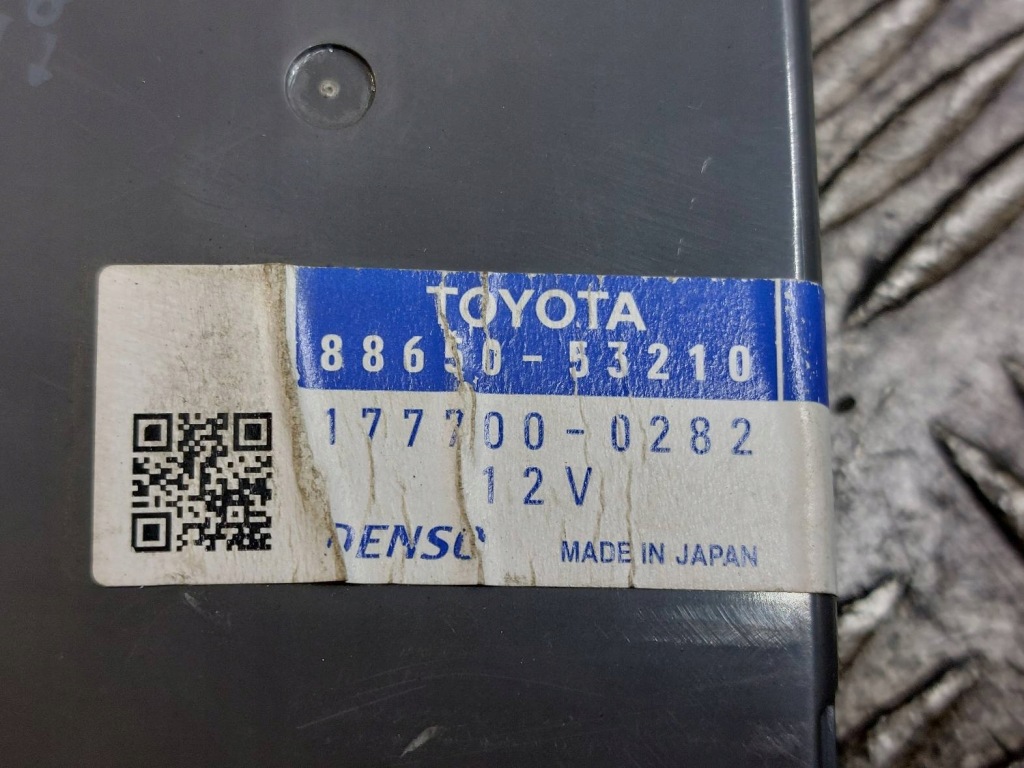 TOYOTA
88650-53210
177700-0282
12V
DENSO
MADE IN JAPAN